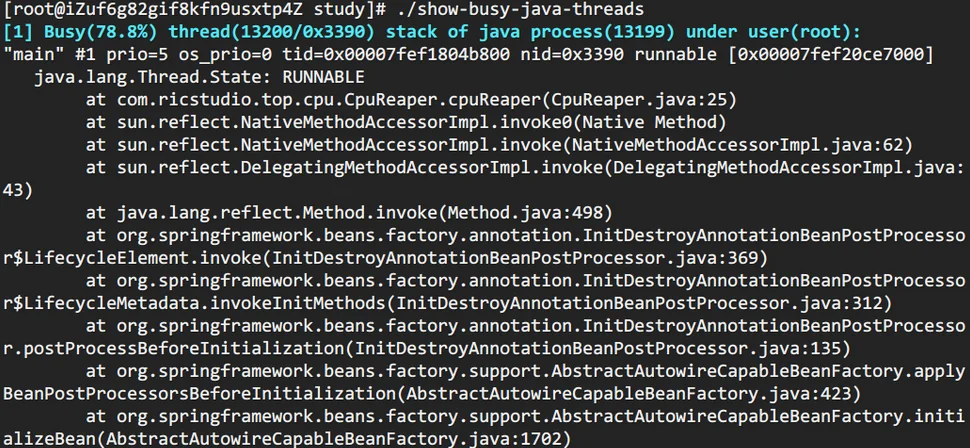 [root@iZuf6g82gif8kfn9usxtp4Z study]# ./show-busy-java-threads
[1] Busy(78.8%) thread(13200/0x3390) stack of java process(13199) under user(root):
"main" #1 prio=5 os_prio=0 tid=0x00007fef1804b800 nid=0x3390 runnable [0x00007fef20ce7000]
   java.lang.Thread.State: RUNNABLE
        at com.ricstudio.top.cpu.CpuReaper.cpuReaper(CpuReaper.java:25)
        at sun.reflect.NativeMethodAccessorImpl.invoke0(Native Method)
        at sun.reflect.NativeMethodAccessorImpl.invoke(NativeMethodAccessorImpl.java:62)
        at sun.reflect.DelegatingMethodAccessorImpl.invoke(DelegatingMethodAccessorImpl.java:
43)
        at java.lang.reflect.Method.invoke(Method.java:498)
        at org.springframework.beans.factory.annotation.InitDestroyAnnotationBeanPostProcesso
r$LifecycleElement.invoke(InitDestroyAnnotationBeanPostProcessor.java:369)
        at org.springframework.beans.factory.annotation.InitDestroyAnnotationBeanPostProcesso
r$LifecycleMetadata.invokeInitMethods(InitDestroyAnnotationBeanPostProcessor.java:312)
        at org.springframework.beans.factory.annotation.InitDestroyAnnotationBeanPostProcesso
r.postProcessBeforeInitialization(InitDestroyAnnotationBeanPostProcessor.java:135)
        at org.springframework.beans.factory.support.AbstractAutowireCapableBeanFactory.apply
BeanPostProcessorsBeforeInitialization(AbstractAutowireCapableBeanFactory.java:423)
        at org.springframework.beans.factory.support.AbstractAutowireCapableBeanFactory.initi
alizeBean(AbstractAutowireCapableBeanFactory.java:1702)